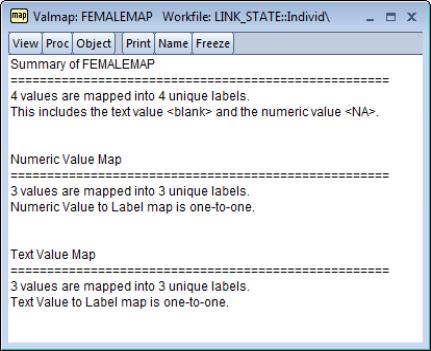 map Valmap: FEMALEMAP Workfile: LINK_STATE::Individ\
View Proc Object Print Name Freeze
Summary of FEMALEMAP
======================================================
4 values are mapped into 4 unique labels.
This includes the text value <blank> and the numeric value <NA>.
Numeric Value Map
======================================================
3 values are mapped into 3 unique labels.
Numeric Value to Label map is one-to-one.
Text Value Map
======================================================
3 values are mapped into 3 unique labels.
Text Value to Label map is one-to-one.